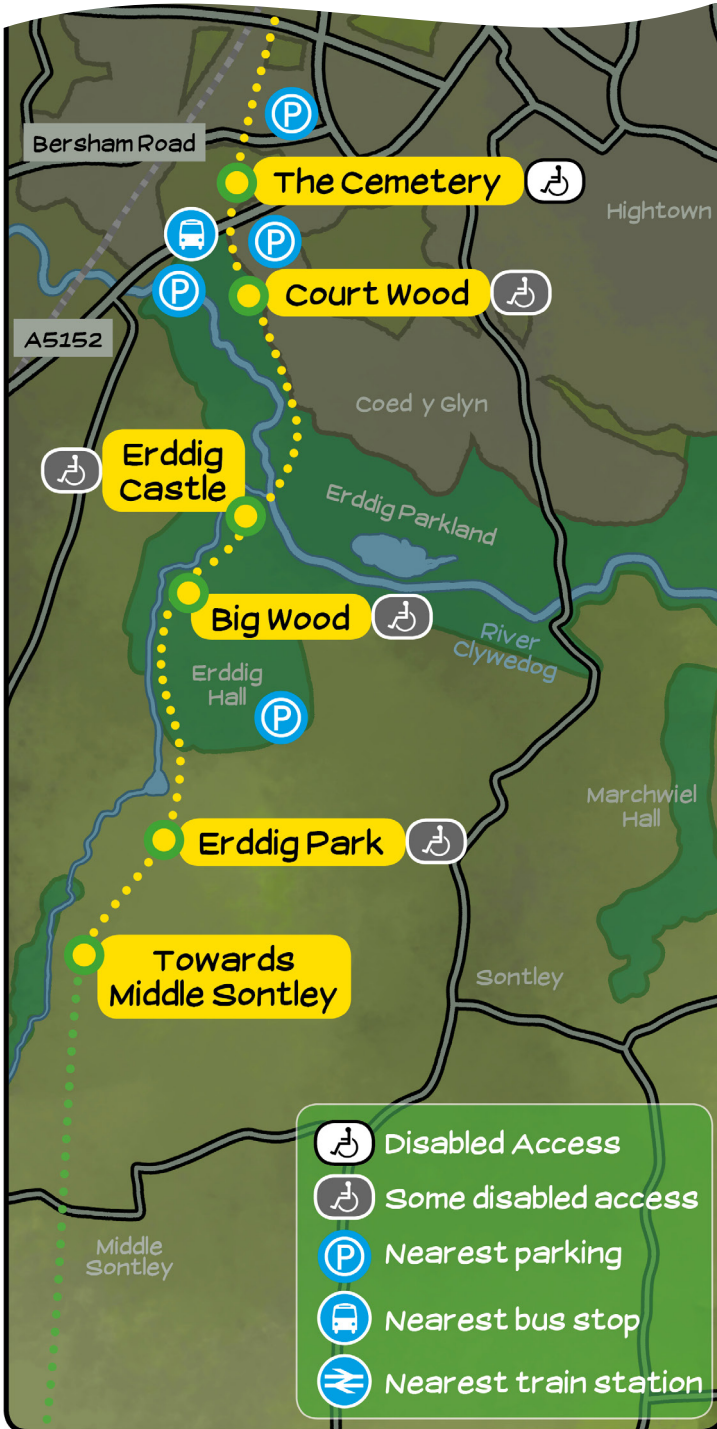 P
Bersham Road
The Cemetery
Hightown
P
P
Court Wood
A5152
Coed y Glyn
Erddig
Castle
Erddig Parkland
Big Wood
River
Clywedog
Erddig
Hall
P
Marchwiel
Hall
Erddig Park
Towards
Middle Sontley
Sontley
Middle
Sontley
Disabled Access
Some disabled access
P
Nearest parking
Nearest bus stop
Nearest train station